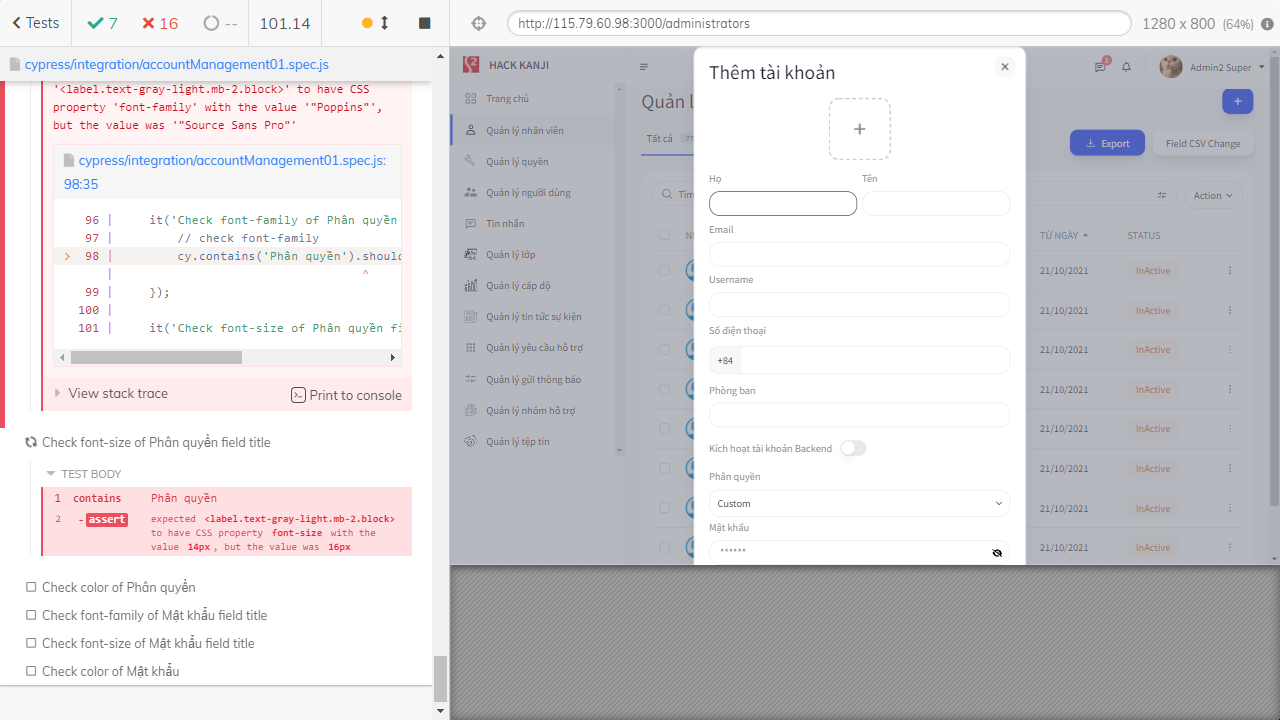 Tests
7
16
--
101.14
http://115.79.60.98:3000/administrators
1280 x 800 (64%)
cypress/integration/accountManagement01.spec.js
'<label.text-gray-light.mb-2.block>' to have CSS
property 'font-family' with the value '"Poppins"',
but the value was '"Source Sans Pro"'
cypress/integration/accountManagement01.spec.js:
98:35
96 | it('Check font-family of Phân quyền
97 | // check font-family
> 98 | cy.contains('Phân quyền').should
| ^
99 | });
100 |
101 | it('Check font-size of Phân quyền fi
View stack trace
Print to console
Check font-size of Phân quyền field title
TEST BODY
1 contains Phân quyền
2 -assert expected <label.text-gray-light.mb-2.block>
to have CSS property font-size with the
value 14px , but the value was 16px
Check color of Phân quyền
Check font-family of Mật khẩu field title
Check font-size of Mật khẩu field title
Check color of Mật khẩu
HACK KANJI
Trang chủ
Quản lý nhân viên
Quản lý quyền
Quản lý người dùng
Tin nhắn
Quản lý lớp
Quản lý cấp độ
Quản lý tin tức sự kiện
Quản lý yêu cầu hỗ trợ
Quản lý gửi thông báo
Quản lý nhóm hỗ trợ
Quản lý tệp tin
1
Admin2 Super
Quản l
+
Tất cả 77
Export
Field CSV Change
Tìm
Action
TỪ NGÀY
STATUS
21/10/2021 InActive
21/10/2021 InActive
21/10/2021 InActive
21/10/2021 InActive
21/10/2021 InActive
21/10/2021 InActive
21/10/2021 InActive
21/10/2021 InActive
Thêm tài khoản
+
Họ
Tên
Email
Username
Số điện thoại
+84
Phòng ban
Kích hoạt tài khoản Backend
Phân quyền
Custom
Mật khẩu
******